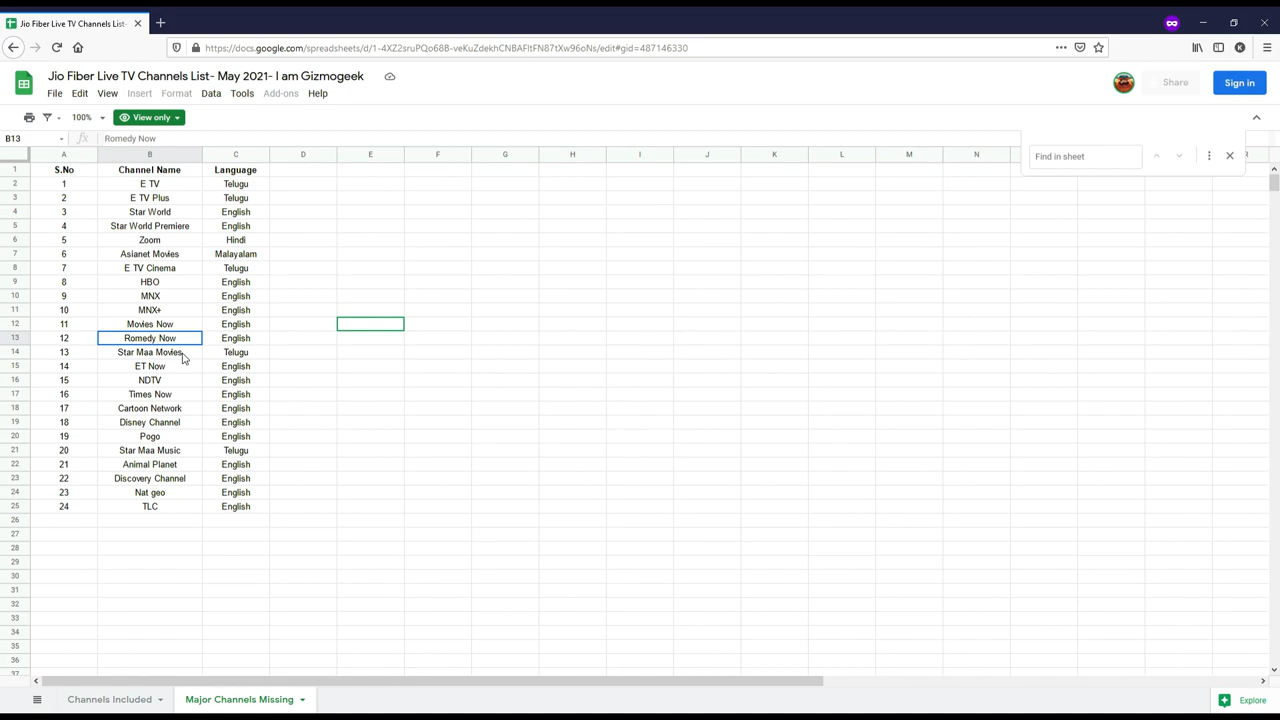 Jio Fiber Live TV Channels List-
https://docs.google.com/spreadsheets/d/1-4XZ2sruPQo68B-veKuZdekhCNBAFltFN87tXw96oNs/edit#gid=487146330
Jio Fiber Live TV Channels List- May 2021- I am Gizmogeek
File Edit View Insert Format Data Tools Add-ons Help
Share
Sign in
100% View only
B13 fx Romedy Now
Find in sheet
A B C D E F G H I J K L M N R
1 S.No Channel Name Language
2 1 E TV Telugu
3 2 E TV Plus Telugu
4 3 Star World English
5 4 Star World Premiere English
6 5 Zoom Hindi
7 6 Asianet Movies Malayalam
8 7 E TV Cinema Telugu
9 8 HBO English
10 9 MNX English
11 10 MNX+ English
12 11 Movies Now English
13 12 Romedy Now English
14 13 Star Maa Movies Telugu
15 14 ET Now English
16 15 NDTV English
17 16 Times Now English
18 17 Cartoon Network English
19 18 Disney Channel English
20 19 Pogo English
21 20 Star Maa Music Telugu
22 21 Animal Planet English
23 22 Discovery Channel English
24 23 Nat geo English
25 24 TLC English
26
27
28
29
30
31
32
33
34
35
36
37
Channels Included Major Channels Missing
Explore